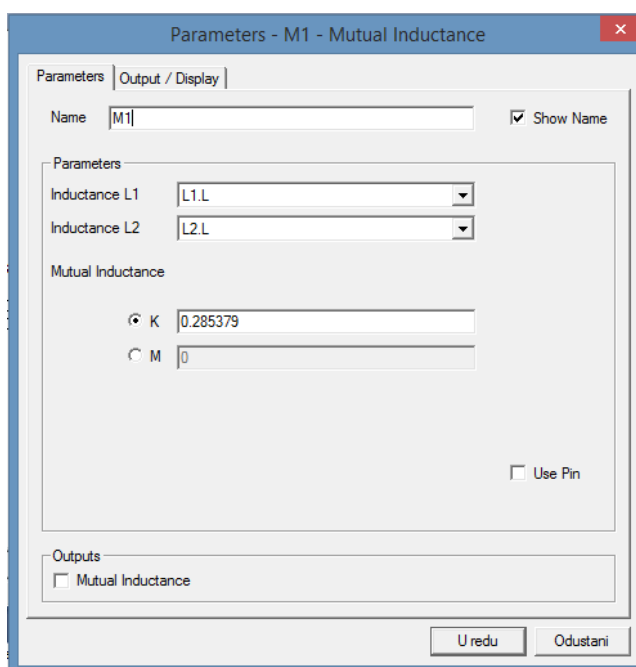 Parameters - M1 - Mutual Inductance
Parameters Output / Display
Name M1 Show Name
Parameters
Inductance L1 L1.L
Inductance L2 L2.L
Mutual Inductance
K 0.285379
M 0
Use Pin
Outputs
Mutual Inductance
U redu Odustani